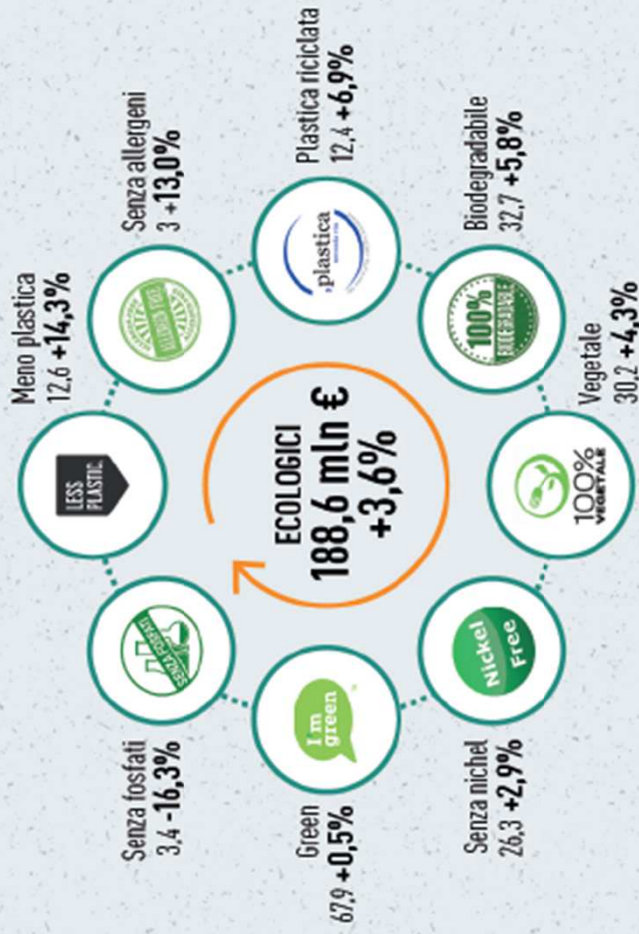 Meno plastica
12,6 +14,3%
LESS
PLASTIC.
Senza allergeni
3 +13,0%
Plastica riciclata
12,4 +6,9%
plastica
Biodegradabile
32,7 +5,8%
100%
BIODEGRADABILE
Vegetale
30,2 +4,3%
100%
VEGETALE
Senza nichel
26,3 +2,9%
Nickel
Free
Green
67,9 +0,5%
I'm
green
Senza fosfati
3,4 -16,3%
SENZA FOSFATI
ECOLOGICI
188,6 mln €
+3,6%